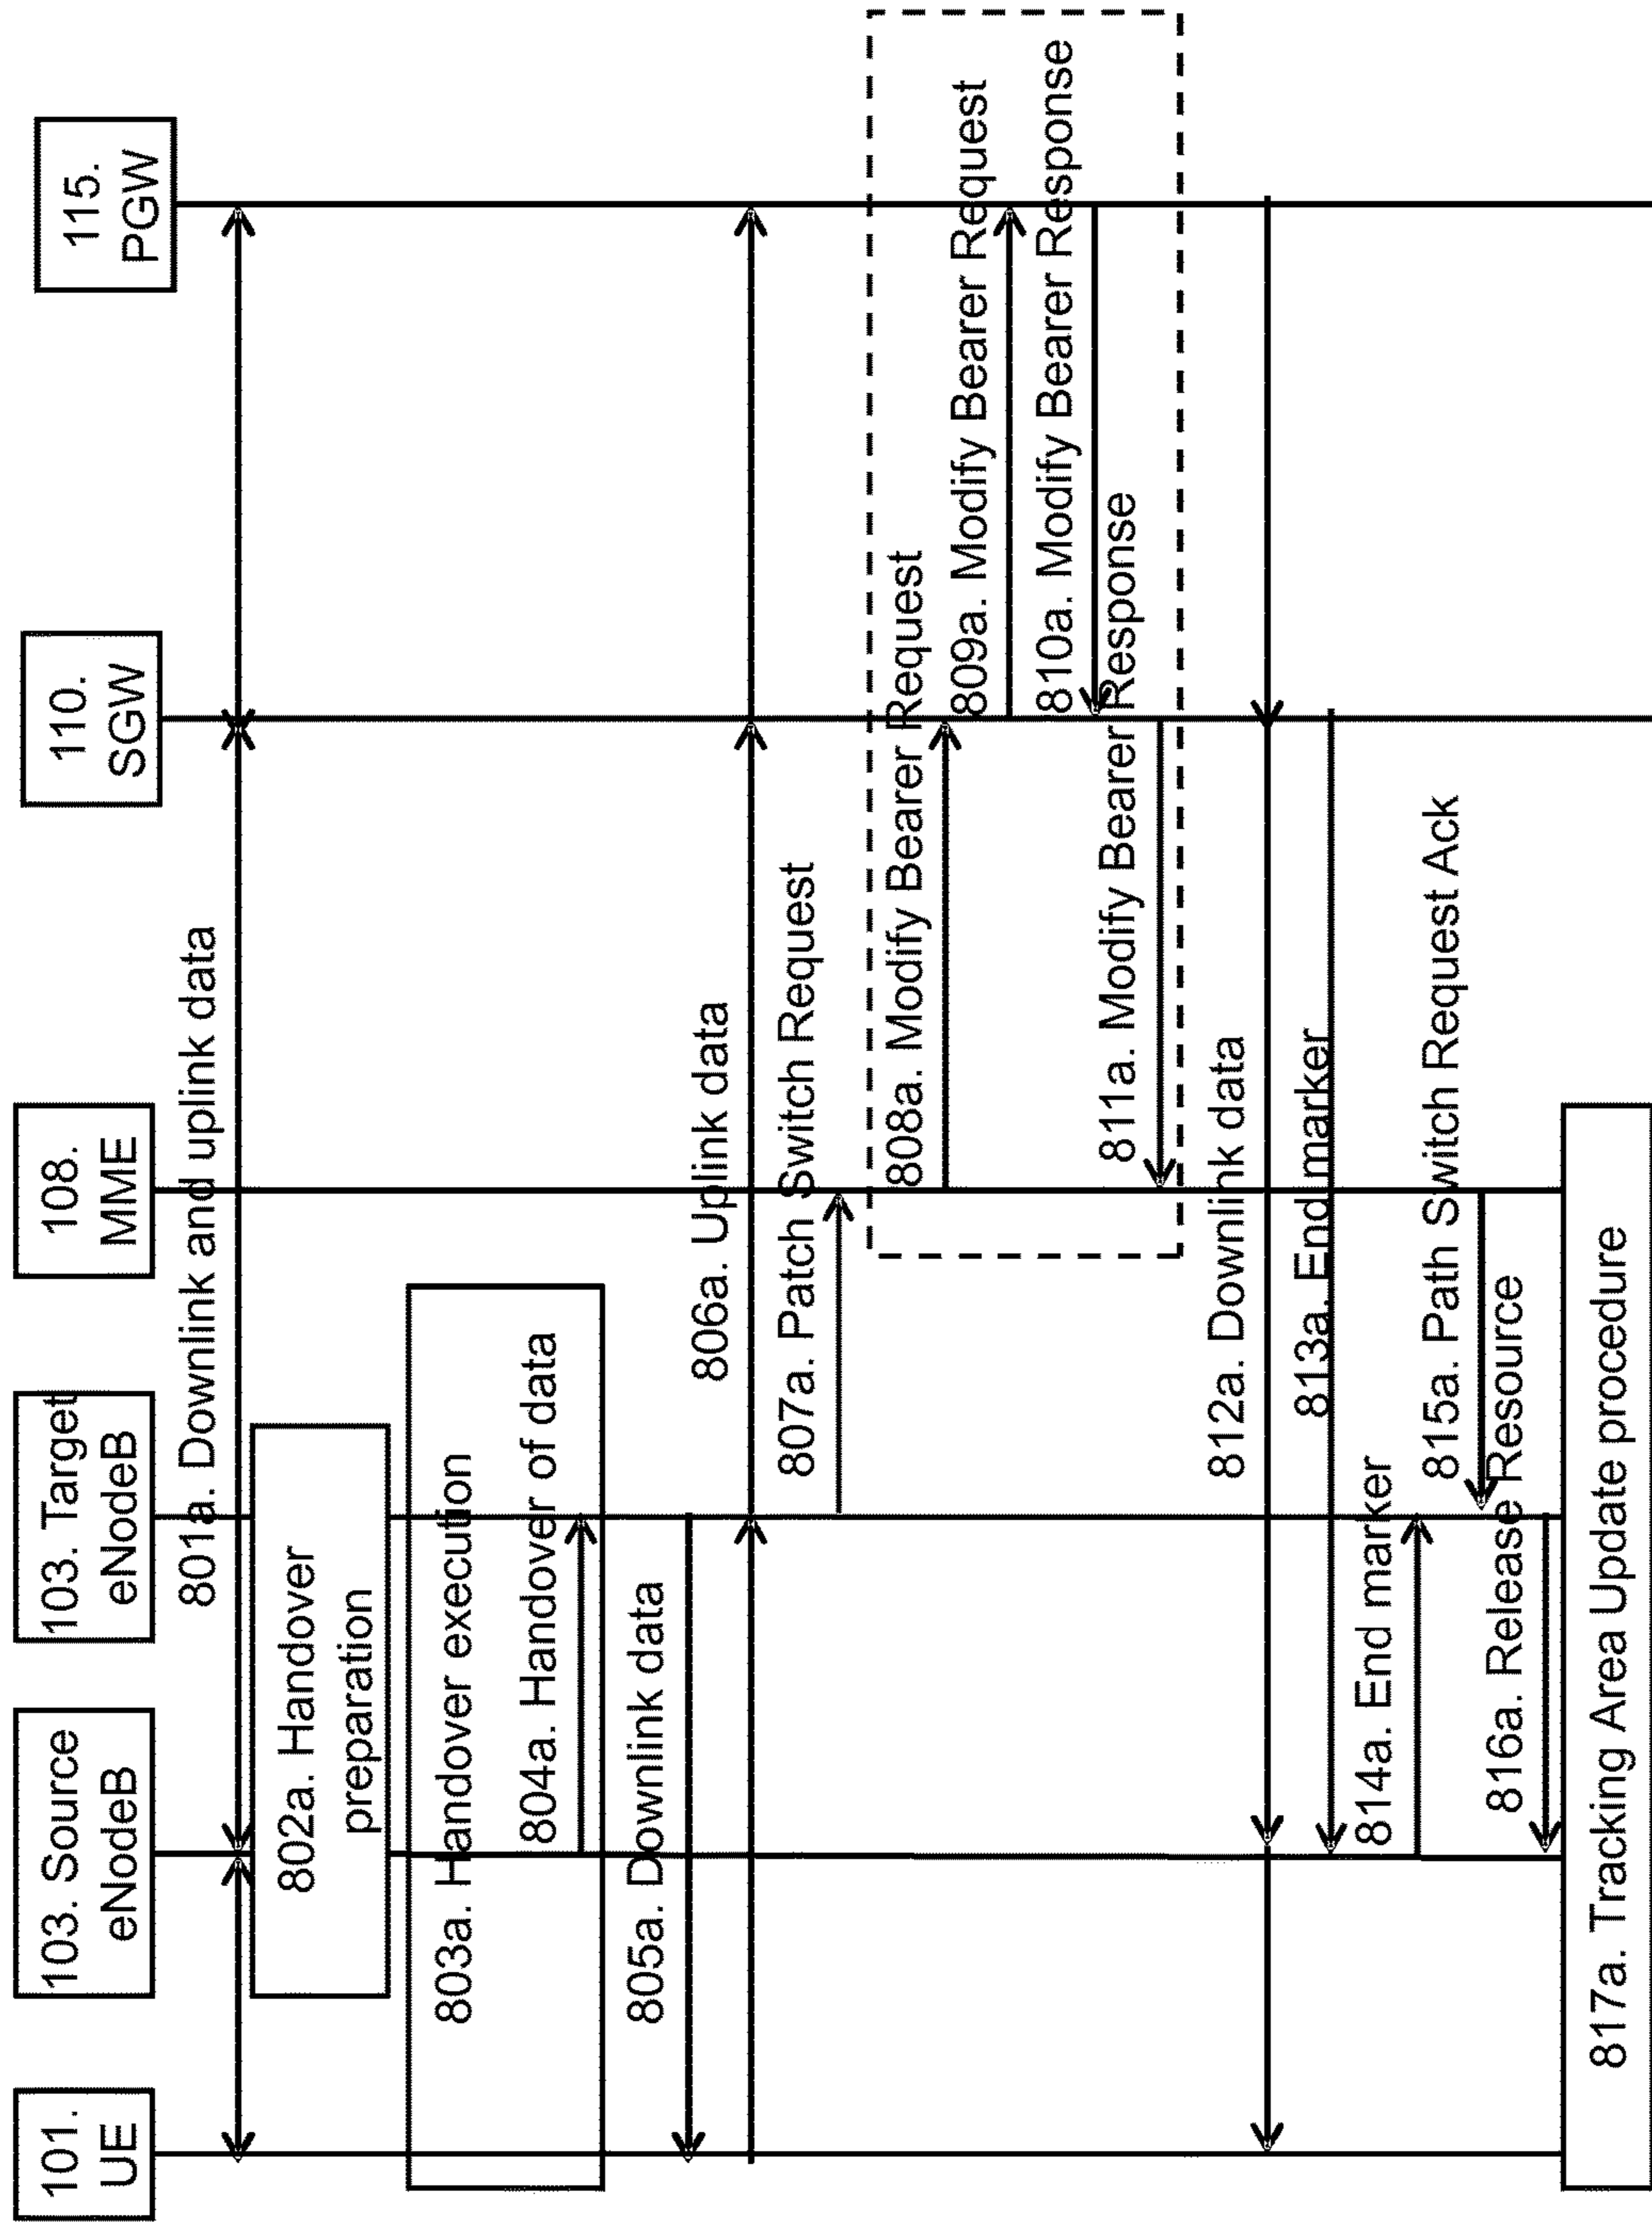 101.
UE
103. Source
eNodeB
103. Target
eNodeB
108.
MME
110.
SGW
115.
PGW
801a. Downlink and uplink data
802a. Handover
preparation
803a. Handover execution
804a. Handover of data
805a. Downlink data
806a. Uplink data
807a. Patch Switch Request
808a. Modify Bearer Request
809a. Modify Bearer Request
810a. Modify Bearer Response
811a. Modify Bearer Response
812a. Downlink data
813a. End marker
814a. End marker
815a. Path Switch Request Ack
816a. Release Resource
817a. Tracking Area Update procedure